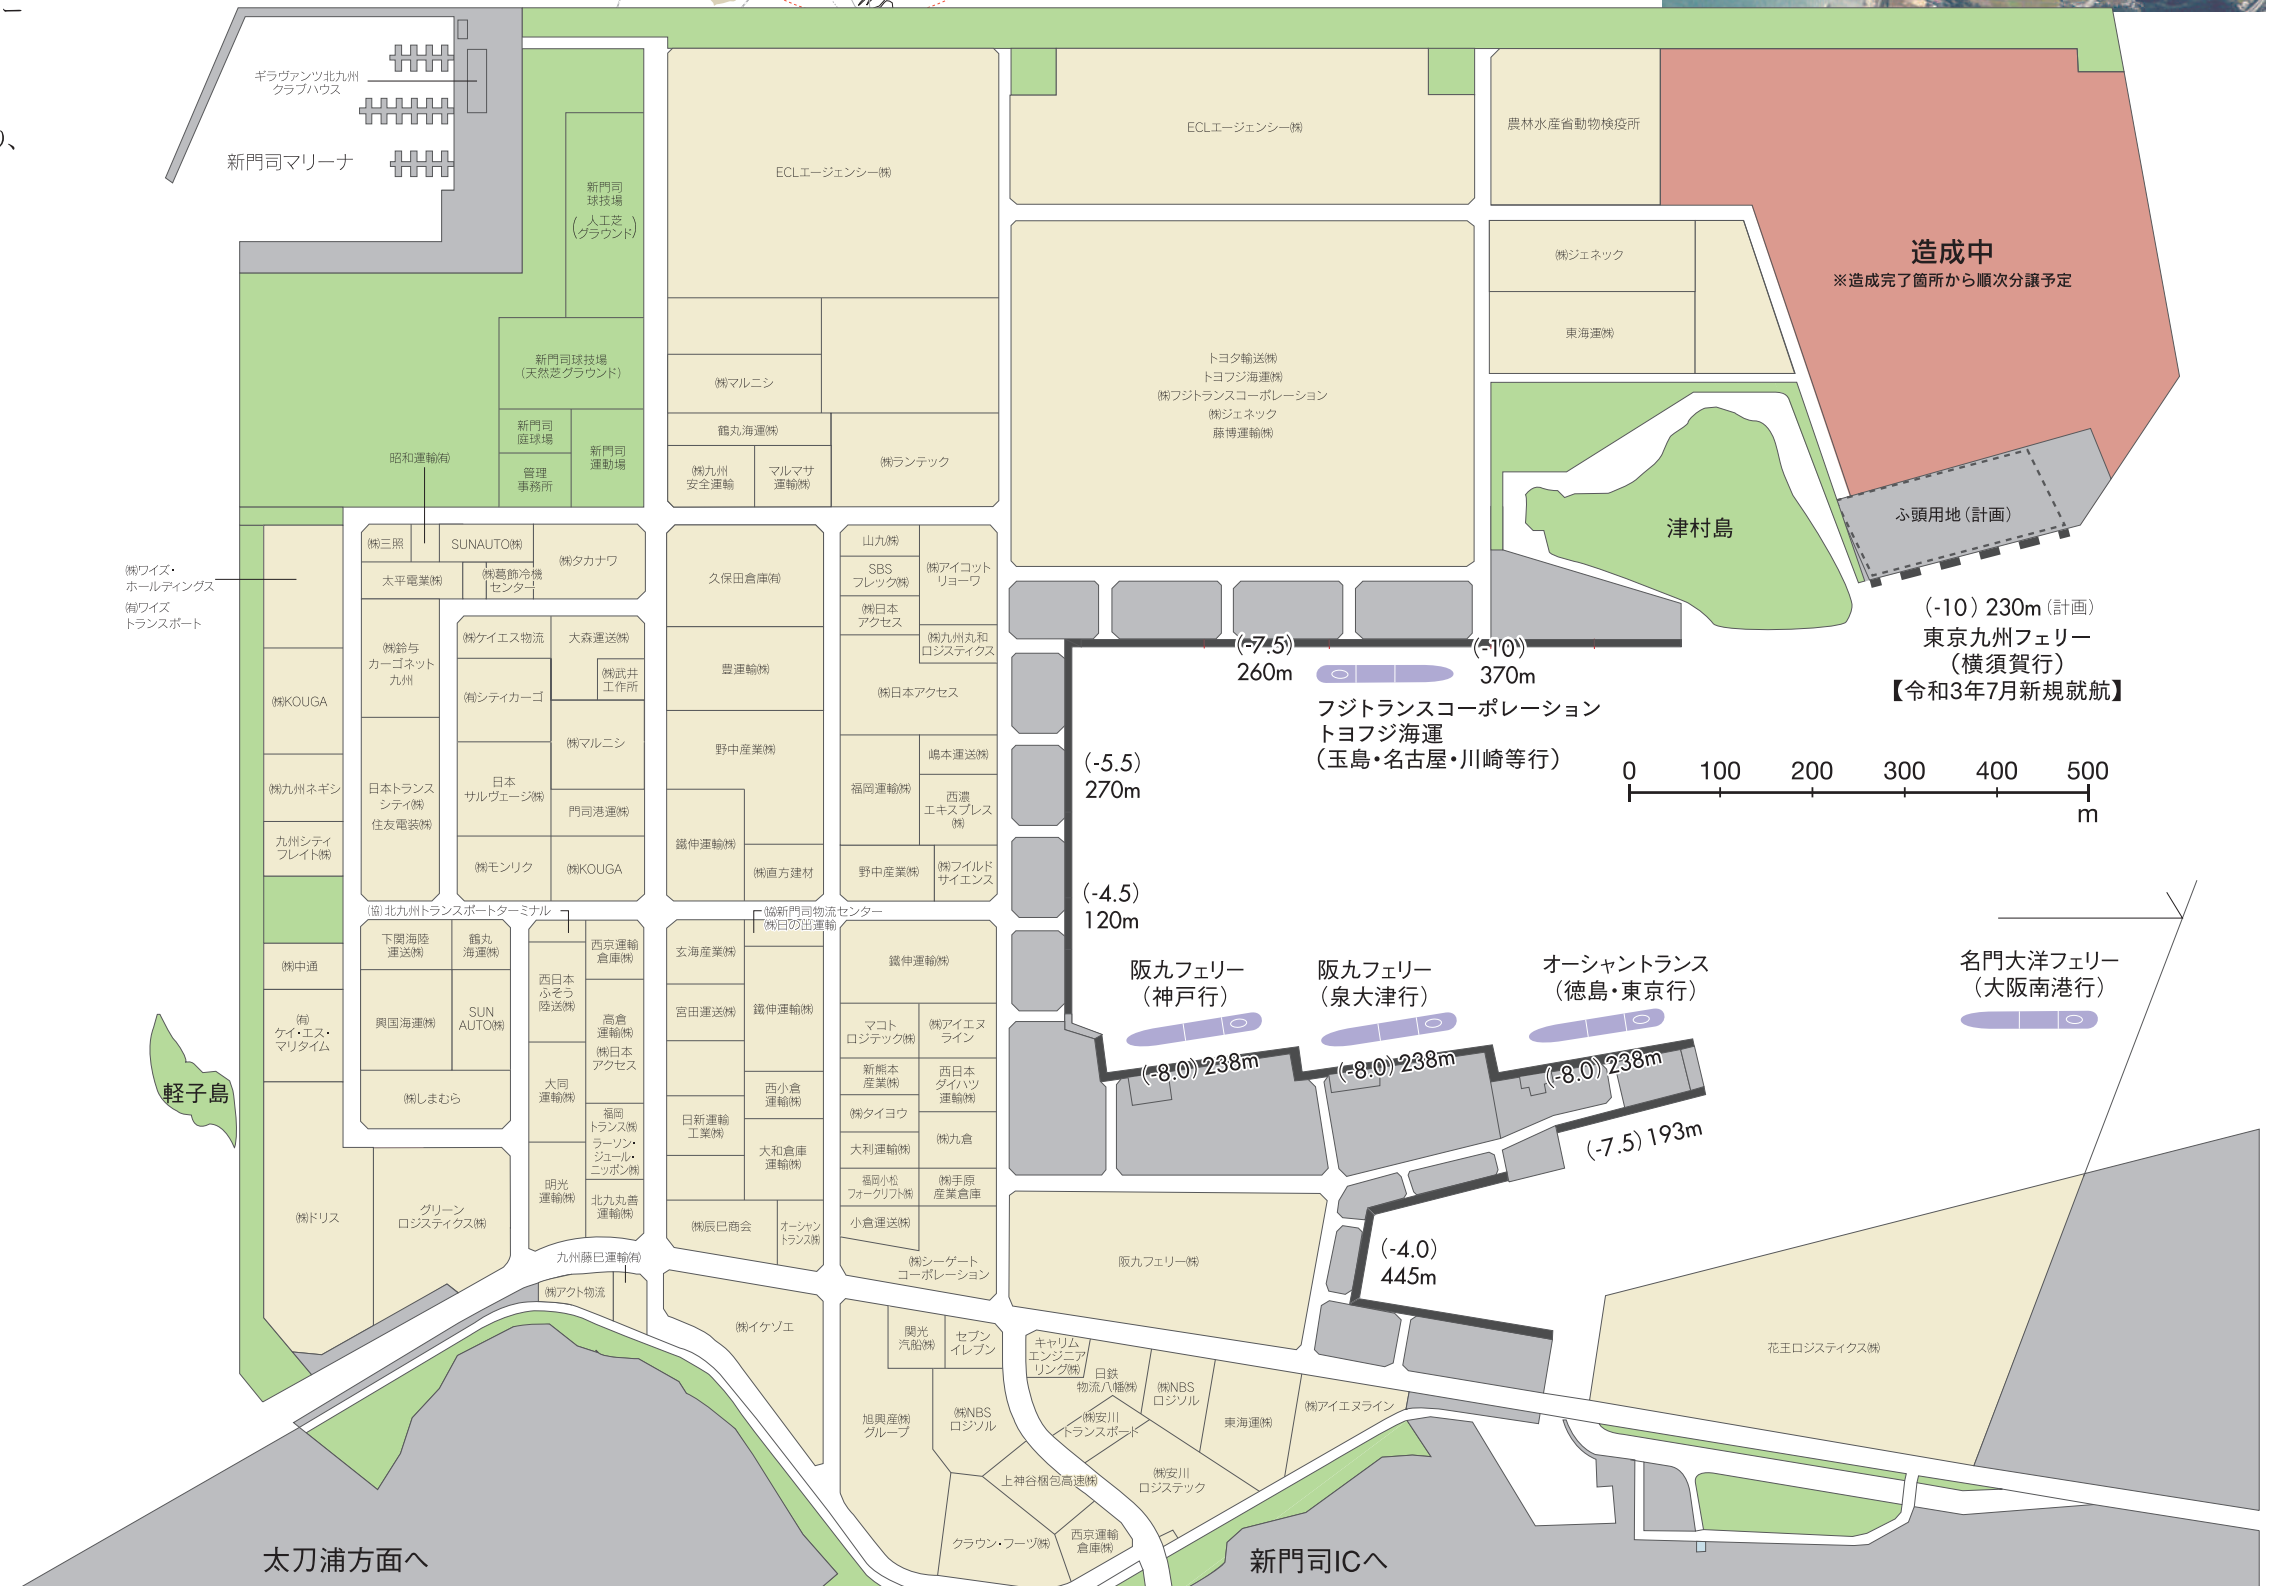 ー
)、
ギラヴァンツ北九州
クラブハウス
新門司マリーナ
新門司
球技場
(人工芝
グラウンド)
新門司球技場
(天然芝グラウンド)
新門司
庭球場
管理
事務所
新門司
運動場
ECLエージェンシー㈱
ECLエージェンシー㈱
農林水産省動物検疫所
造成中
※造成完了箇所から順次分譲予定
㈱ジェネック
東海運㈱
トヨタ輸送㈱
トヨフジ海運㈱
㈱フジトランスコーポレーション
㈱ジェネック
藤博運輸㈱
㈱マルニシ
鶴丸海運㈱
㈱九州
安全運輸
マルマサ
運輸㈱
㈱ランテック
津村島
ふ頭用地(計画)
(-10) 230m (計画)
東京九州フェリー
(横須賀行)
【令和3年7月新規就航】
昭和運輸㈲
㈱三照
SUNAUTO㈱
㈱タカナワ
太平電業㈱
㈱葛飾冷機
センター
㈱ワイズ・
ホールディングス
㈲ワイズ
トランスポート
㈱KOUGA
㈱九州ネギシ
九州シティ
フレイト㈱
㈱鈴与
カーゴネット
九州
日本トランス
シティ㈱
住友電装㈱
㈱ケイエス物流
大森運送㈱
㈱武井
工作所
㈲シティカーゴ
㈱マルニシ
日本
サルヴェージ㈱
門司港運㈱
㈱モンリク
㈱KOUGA
久保田倉庫㈲
豊運輸㈱
野中産業㈱
鐵伸運輸㈱
㈱直方建材
山九㈱
SBS
フレック㈱
㈱日本
アクセス
㈱アイコット
リョーワ
㈱九州丸和
ロジスティクス
㈱日本アクセス
福岡運輸㈱
嶋本運送㈱
西濃
エキスプレス
㈱
野中産業㈱
㈱フイルド
サイエンス
(-7.5)
260m
(-10)
370m
フジトランスコーポレーション
トヨフジ海運
(玉島・名古屋・川崎等行)
(-5.5)
270m
(-4.5)
120m
0 100 200 300 400 500
m
㈿北九州トランスポートターミナル
㈿新門司物流センター
㈱日の出運輸
㈱中通
㈲
ケイ・エス・
マリタイム
軽子島
㈱ドリス
グリーン
ロジスティクス㈱
下関海陸
運送㈱
鶴丸
海運㈱
興国海運㈱
SUN
AUTO㈱
㈱しまむら
西日本
ふそう
陸送㈱
大同
運輸㈱
明光
運輸㈱
西京運輸
倉庫㈱
高倉
運輸㈱
㈱日本
アクセス
福岡
トランス㈱
ラーソン・
ジュール・
ニッポン㈱
北九丸善
運輸㈱
九州藤巳運輸㈲
㈱アクト物流
玄海産業㈱
宮田運送㈱
鐵伸運輸㈱
西小倉
運輸㈱
日新運輸
工業㈱
大和倉庫
運輸㈱
㈱辰巳商会
オーシャン
トランス㈱
㈱イケゾエ
鐵伸運輸㈱
マコト
ロジテック㈱
㈱アイエヌ
ライン
新熊本
産業㈱
西日本
ダイハツ
運輸㈱
㈱タイヨウ
㈱九倉
大利運輸㈱
福岡小松
フォークリフト㈱
㈱手原
産業倉庫
小倉運送㈱
㈱シーゲート
コーポレーション
阪九フェリー
(神戸行)
(-8.0) 238m
阪九フェリー
(泉大津行)
(-8.0) 238m
オーシャントランス
(徳島・東京行)
(-8.0) 238m
(-7.5) 193m
名門大洋フェリー
(大阪南港行)
(-4.0)
445m
阪九フェリー㈱
花王ロジスティクス㈱
関光
汽船㈱
セブン
イレブン
旭興産㈱
グループ
㈱NBS
ロジソル
キャリム
エンジニア
リング㈱
日鉄
物流八幡㈱
㈱NBS
ロジソル
㈱安川
トランスポート
東海運㈱
㈱アイエヌライン
上神谷梱包高速㈱
㈱安川
ロジステック
クラウン・フーヅ㈱
西京運輸
倉庫㈱
太刀浦方面へ
新門司ICへ